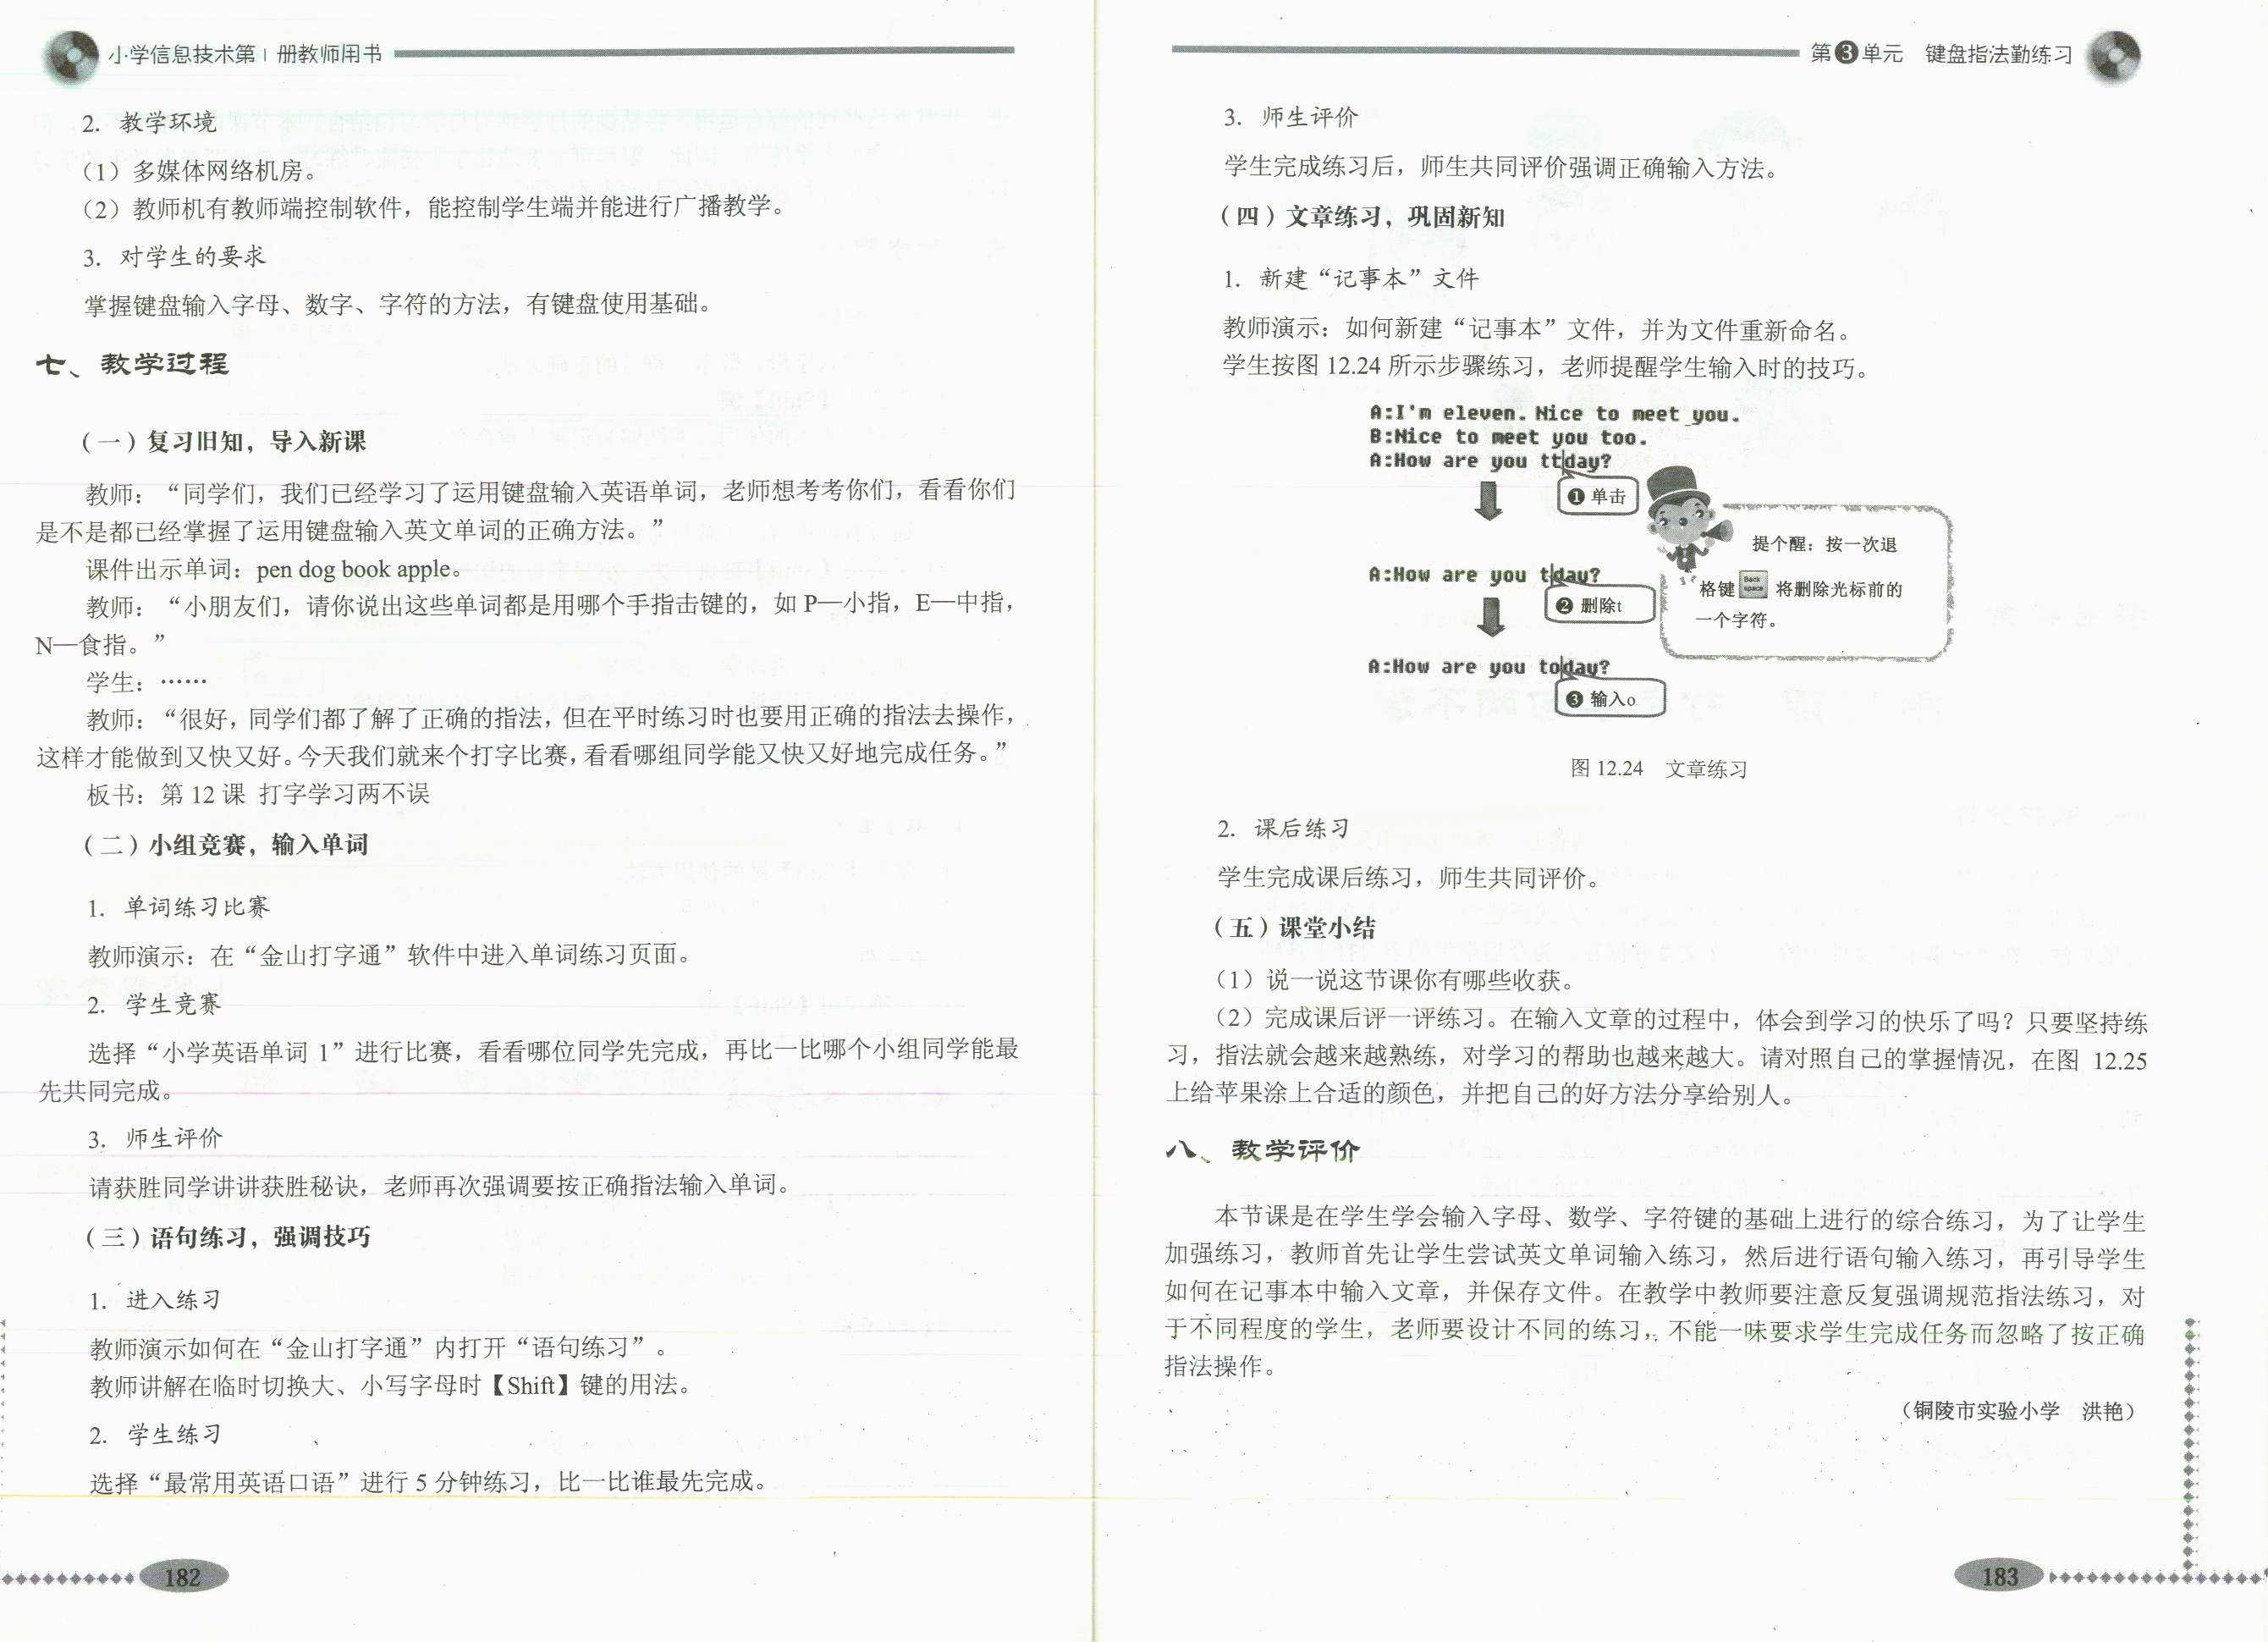 小学信息技术第1册教师用书
2. 教学环境
（1）多媒体网络机房。
（2）教师机有教师端控制软件，能控制学生端并能进行广播教学。
3. 对学生的要求
掌握键盘输入字母、数字、字符的方法，有键盘使用基础。
七、教学过程
（一）复习旧知，导入新课
教师：“同学们，我们已经学习了运用键盘输入英语单词，老师想考考你们，看看你们
是不是都已经掌握了运用键盘输入英文单词的正确方法。”
课件出示单词：pen dog book apple。
教师：“小朋友们，请你说出这些单词都是用哪个手指击键的，如 P—小指，E—中指，
N—食指。”
学生：……
教师：“很好，同学们都了解了正确的指法，但在平时练习时也要用正确的指法去操作，
这样才能做到又快又好。今天我们就来个打字比赛，看看哪组同学能又快又好地完成任务。”
板书：第 12 课 打字学习两不误
（二）小组竞赛，输入单词
1. 单词练习比赛
教师演示：在“金山打字通”软件中进入单词练习页面。
2. 学生竞赛
选择“小学英语单词 1”进行比赛，看看哪位同学先完成，再比一比哪个小组同学能最
先共同完成。
3. 师生评价
请获胜同学讲讲获胜秘诀，老师再次强调要按正确指法输入单词。
（三）语句练习，强调技巧
1. 进入练习
教师演示如何在“金山打字通”内打开“语句练习”。
教师讲解在临时切换大、小写字母时【Shift】键的用法。
2. 学生练习
选择“最常用英语口语”进行 5 分钟练习，比一比谁最先完成。
182
第3单元 键盘指法勤练习
3. 师生评价
学生完成练习后，师生共同评价强调正确输入方法。
（四）文章练习，巩固新知
1. 新建“记事本”文件
教师演示：如何新建“记事本”文件，并为文件重新命名。
学生按图 12.24 所示步骤练习，老师提醒学生输入时的技巧。
A:I'm eleven. Nice to meet you.
B:Nice to meet you too.
A:How are you ttday?
❶ 单击
提个醒：按一次退
格键 Back space 将删除光标前的
一个字符。
A:How are you tday?
❷ 删除t
A:How are you today?
❸ 输入o
图 12.24 文章练习
2. 课后练习
学生完成课后练习，师生共同评价。
（五）课堂小结
（1）说一说这节课你有哪些收获。
（2）完成课后评一评练习。在输入文章的过程中，体会到学习的快乐了吗？只要坚持练
习，指法就会越来越熟练，对学习的帮助也越来越大。请对照自己的掌握情况，在图 12.25
上给苹果涂上合适的颜色，并把自己的好方法分享给别人。
八、教学评价
本节课是在学生学会输入字母、数学、字符键的基础上进行的综合练习，为了让学生
加强练习，教师首先让学生尝试英文单词输入练习，然后进行语句输入练习，再引导学生
如何在记事本中输入文章，并保存文件。在教学中教师要注意反复强调规范指法练习，对
于不同程度的学生，老师要设计不同的练习，不能一味要求学生完成任务而忽略了按正确
指法操作。
（铜陵市实验小学 洪艳）
183